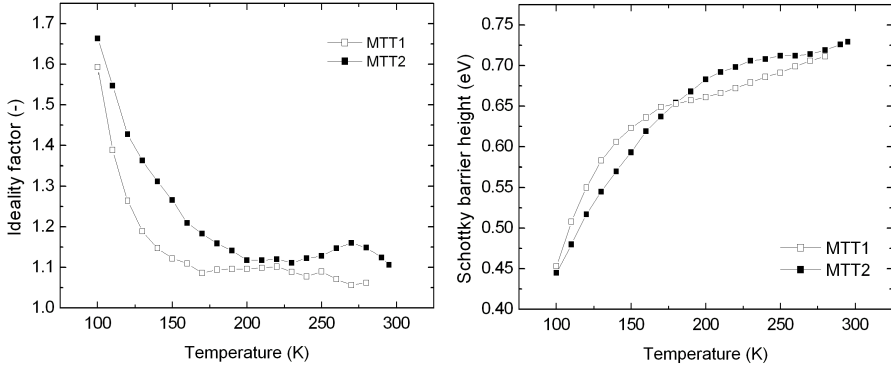 1.7
1.6
1.5
1.4
1.3
1.2
1.1
1.0
Ideality factor (-)
MTT1
MTT2
100 150 200 250 300
Temperature (K)
0.75
0.70
0.65
0.60
0.55
0.50
0.45
0.40
Schottky barrier height (eV)
MTT1
MTT2
100 150 200 250 300
Temperature (K)